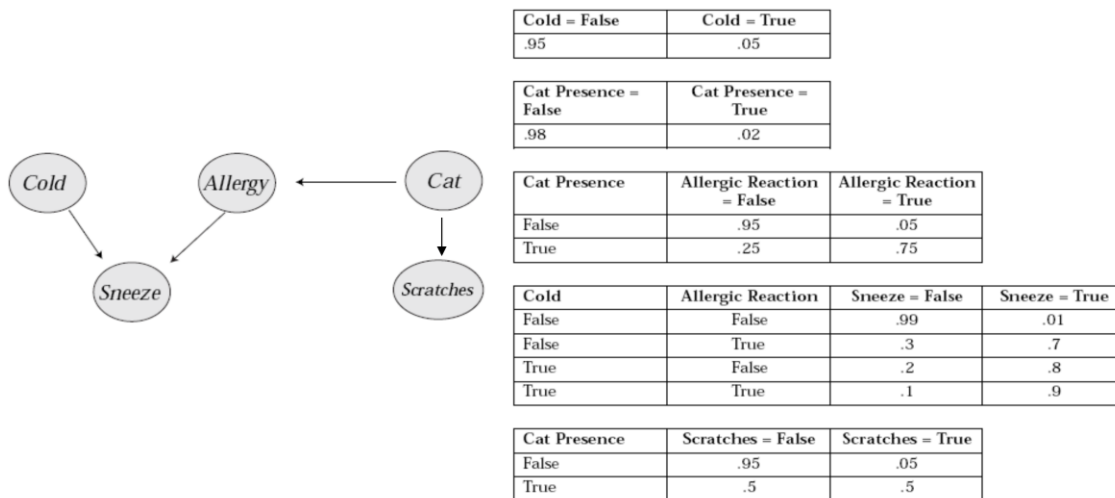 Cold
Allergy
Cat
Sneeze
Scratches
Cold = False Cold = True
.95 .05
Cat Presence = Cat Presence =
False True
.98 .02
Cat Presence Allergic Reaction Allergic Reaction
= False = True
False .95 .05
True .25 .75
Cold Allergic Reaction Sneeze = False Sneeze = True
False False .99 .01
False True .3 .7
True False .2 .8
True True .1 .9
Cat Presence Scratches = False Scratches = True
False .95 .05
True .5 .5